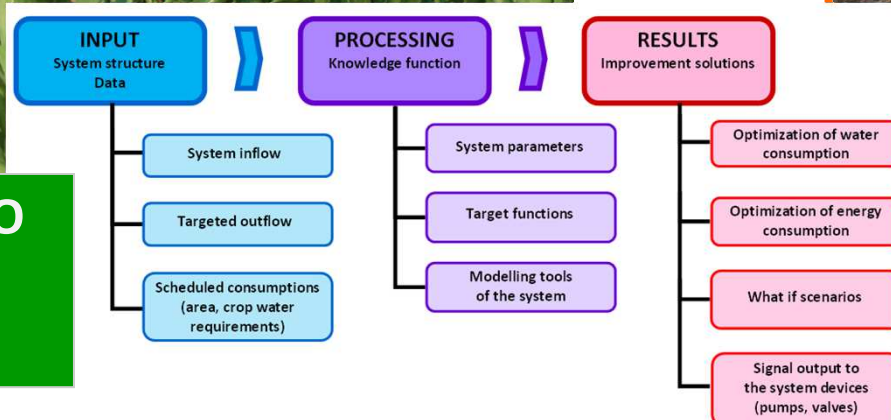 INPUT
System structure
Data
PROCESSING
Knowledge function
RESULTS
Improvement solutions
System inflow
Targeted outflow
Scheduled consumptions
(area, crop water
requirements)
System parameters
Target functions
Modelling tools
of the system
Optimization of water
consumption
Optimization of energy
consumption
What if scenarios
Signal output to
the system devices
(pumps, valves)
O